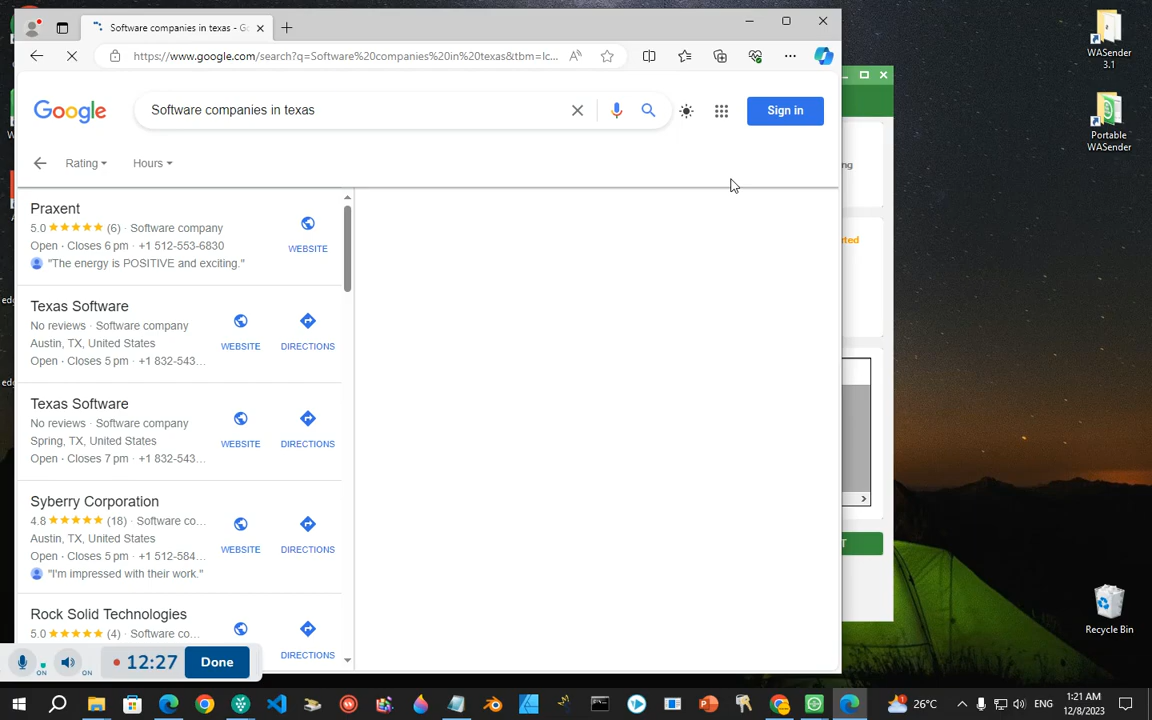 Software companies in texas - Go
https://www.google.com/search?q=Software%20companies%20in%20texas&tbm=lc...
Google
Software companies in texas
Sign in
Rating
Hours
Praxent
5.0 (6) · Software company
Open · Closes 6 pm · +1 512-553-6830
"The energy is POSITIVE and exciting."
WEBSITE
Texas Software
No reviews · Software company
Austin, TX, United States
Open · Closes 5 pm · +1 832-543...
WEBSITE
DIRECTIONS
Texas Software
No reviews · Software company
Spring, TX, United States
Open · Closes 7 pm · +1 832-543...
WEBSITE
DIRECTIONS
Syberry Corporation
4.8 (18) · Software co...
Austin, TX, United States
Open · Closes 5 pm · +1 512-584...
"I'm impressed with their work."
WEBSITE
DIRECTIONS
Rock Solid Technologies
5.0 (4) · Software co...
DIRECTIONS
ON
ON
12:27
Done
WASender
3.1
Portable
WASender
Recycle Bin
26°C
ENG
1:21 AM
12/8/2023